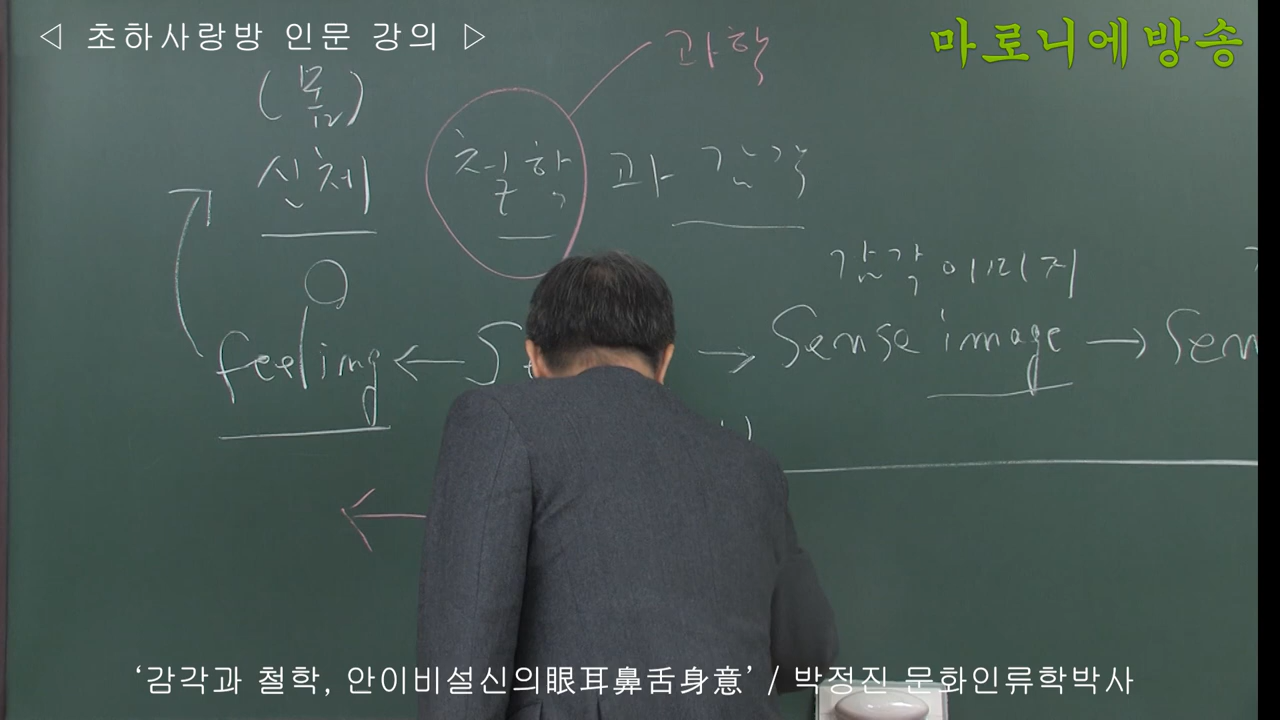 ◁ 초하사랑방 인문 강의 ▷
마로니에방송
과학
(몸)
신체 철학 과 감각
감각이미지
feeling ← → Sense image →
‘감각과 철학, 안이비설신의眼耳鼻舌身意’ / 박정진 문화인류학박사